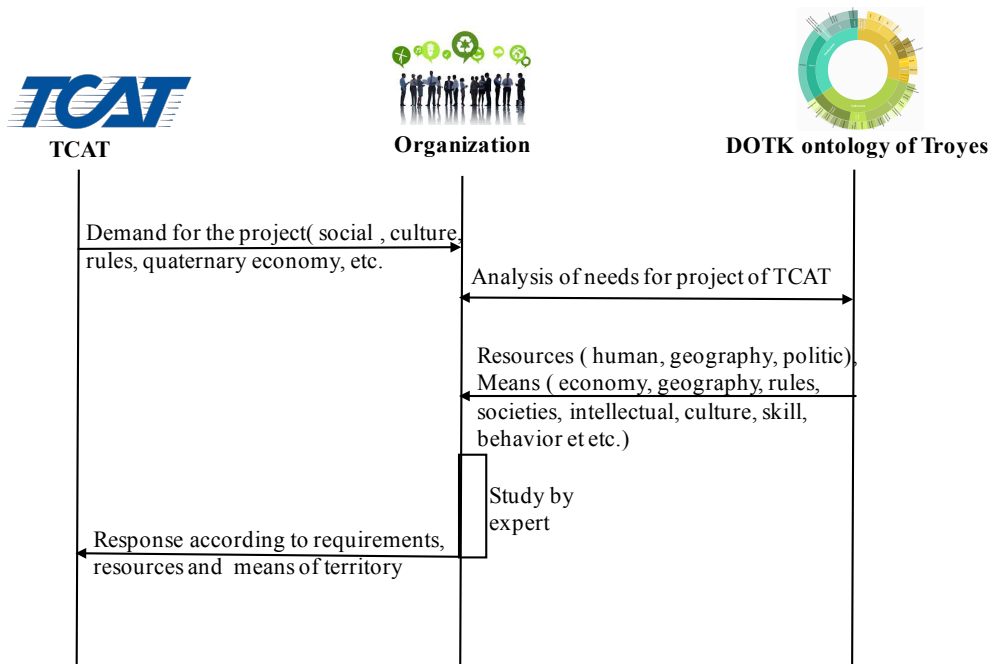 TCAT
TCAT
Organization
DOTK ontology of Troyes
Demand for the project( social , culture,
rules, quaternary economy, etc.
Analysis of needs for project of TCAT
Resources ( human, geography, politic),
Means ( economy, geography, rules,
societies, intellectual, culture, skill,
behavior et etc.)
Study by
expert
Response according to requirements,
resources and means of territory